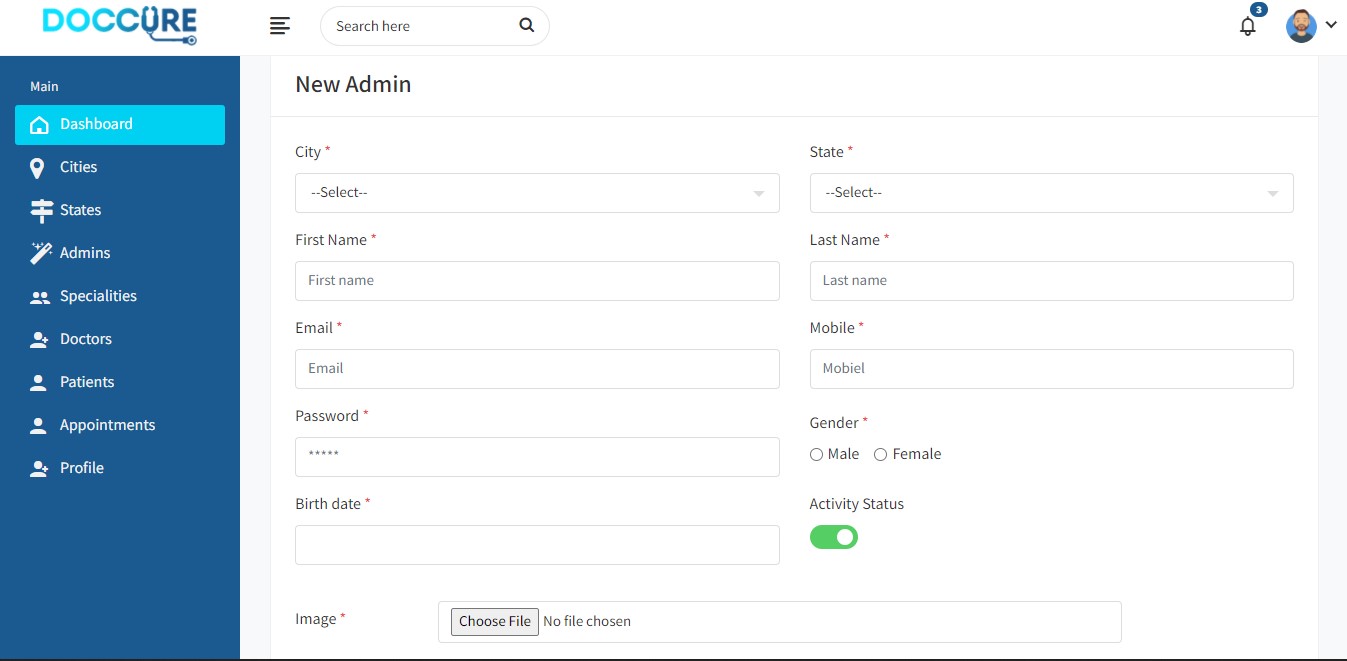 DOCCURE
Search here
3
Main
Dashboard
Cities
States
Admins
Specialities
Doctors
Patients
Appointments
Profile
New Admin
City *
State *
--Select--
--Select--
First Name *
Last Name *
First name
Last name
Email *
Mobile *
Email
Mobiel
Password *
Gender *
*****
Male
Female
Birth date *
Activity Status
Image *
Choose File No file chosen